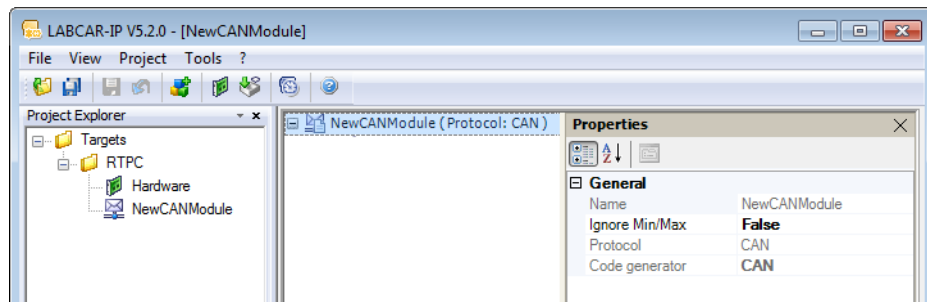 LABCAR-IP V5.2.0 - [NewCANModule]
File View Project Tools ?
Project Explorer
Targets
RTPC
Hardware
NewCANModule
NewCANModule (Protocol: CAN)
Properties
General
Name NewCANModule
Ignore Min/Max False
Protocol CAN
Code generator CAN